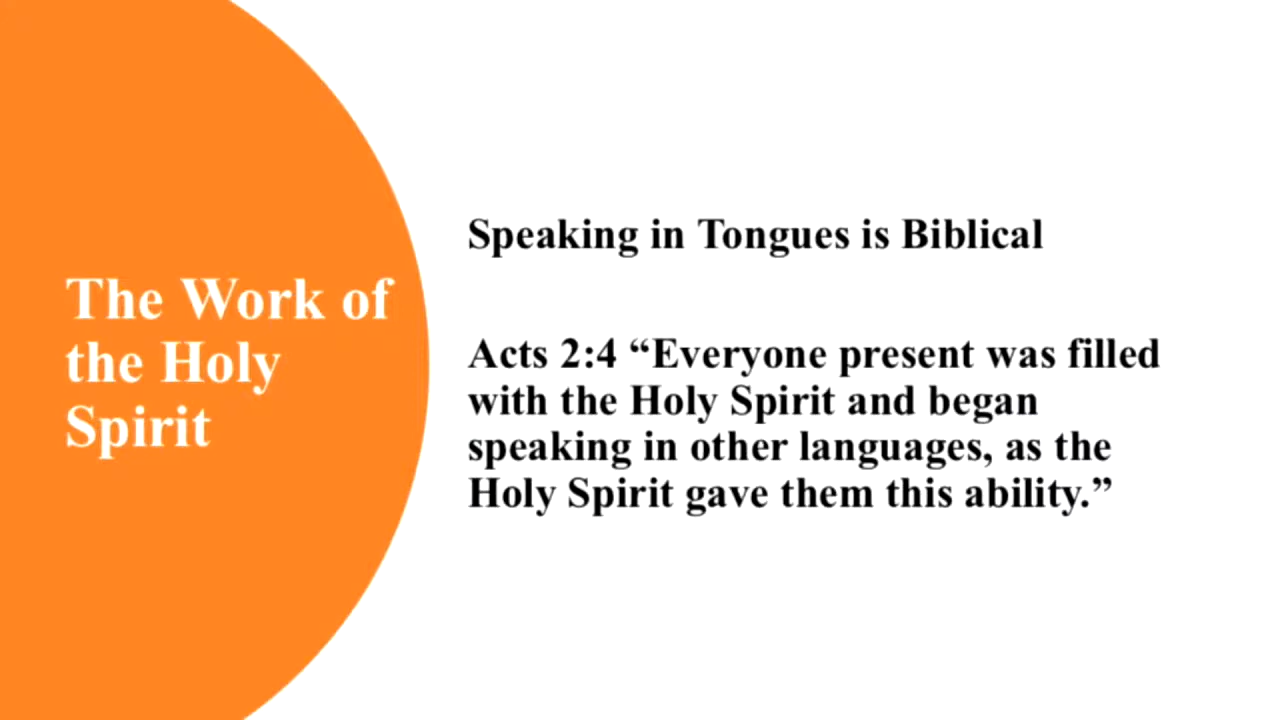 The Work of
the Holy
Spirit
Speaking in Tongues is Biblical
Acts 2:4 “Everyone present was filled
with the Holy Spirit and began
speaking in other languages, as the
Holy Spirit gave them this ability.”